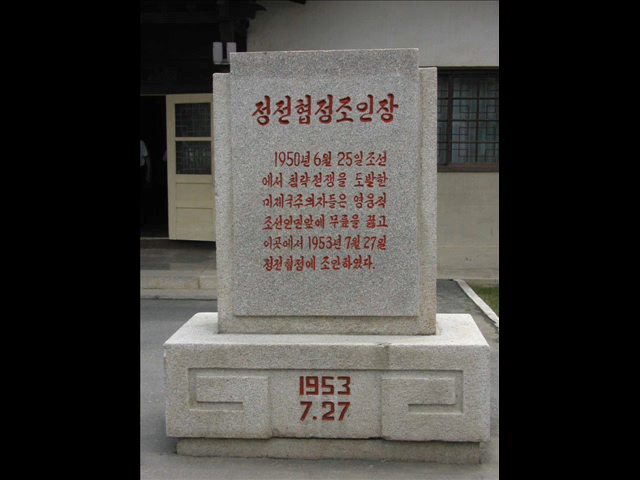 정전협정조인장
1950년 6월 25일 조선
에서 침략전쟁을 도발한
미제국주의자들은 영웅적
조선인민앞에 무릎을 꿇고
이곳에서 1953년 7월 27일
정전협정에 조인하였다.
1953
7.27